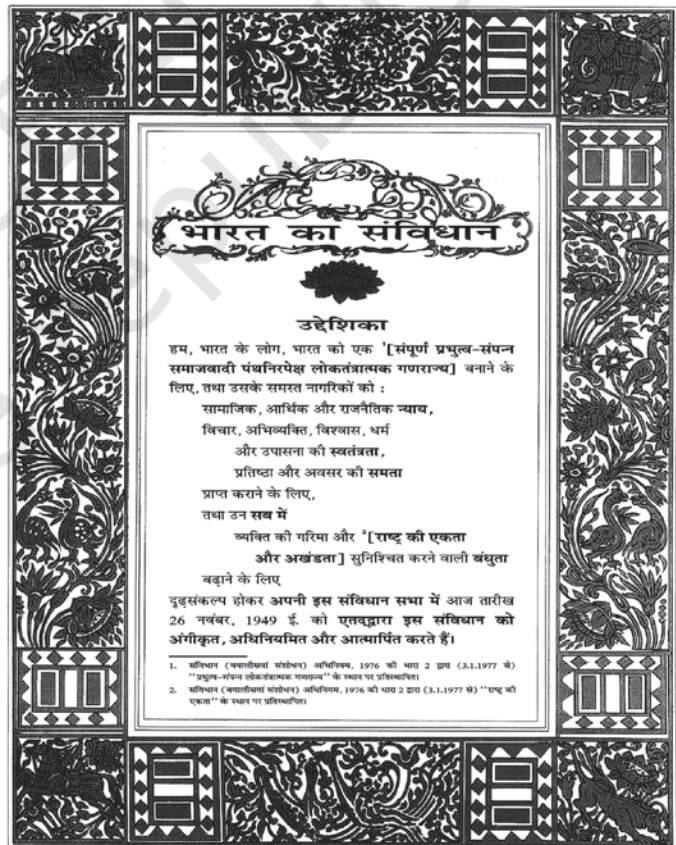 भारत का संविधान
उद्देशिका
हम, भारत के लोग, भारत को एक ¹[संपूर्ण प्रभुत्व-संपन्न
समाजवादी पंथनिरपेक्ष लोकतंत्रात्मक गणराज्य] बनाने के
लिए, तथा उसके समस्त नागरिकों को :
सामाजिक, आर्थिक और राजनैतिक न्याय,
विचार, अभिव्यक्ति, विश्वास, धर्म
और उपासना की स्वतंत्रता,
प्रतिष्ठा और अवसर की समता
प्राप्त कराने के लिए,
तथा उन सब में
व्यक्ति की गरिमा और ²[राष्ट्र की एकता
और अखंडता] सुनिश्चित करने वाली बंधुता
बढ़ाने के लिए
दृढ़संकल्प होकर अपनी इस संविधान सभा में आज तारीख
26 नवंबर, 1949 ई. को एतद्द्वारा इस संविधान को
अंगीकृत, अधिनियमित और आत्मार्पित करते हैं।
1. संविधान (बयालीसवां संशोधन) अधिनियम, 1976 की धारा 2 द्वारा (3.1.1977 से)
"प्रभुत्व-संपन्न लोकतंत्रात्मक गणराज्य" के स्थान पर प्रतिस्थापित।
2. संविधान (बयालीसवां संशोधन) अधिनियम, 1976 की धारा 2 द्वारा (3.1.1977 से) "राष्ट्र की
एकता" के स्थान पर प्रतिस्थापित।